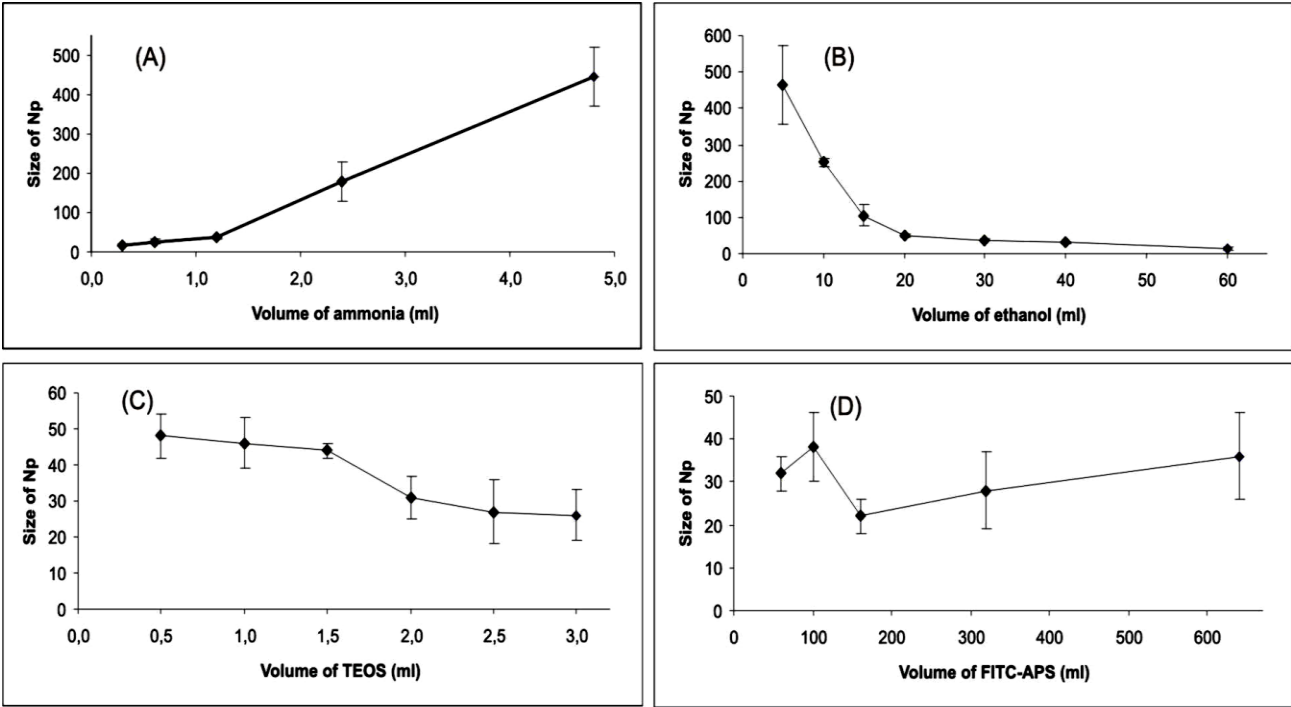 (A)
Size of Np
500
400
300
200
100
0
0,0 1,0 2,0 3,0 4,0 5,0
Volume of ammonia (ml)
(B)
Size of Np
600
500
400
300
200
100
0
0 10 20 30 40 50 60
Volume of ethanol (ml)
(C)
Size of Np
60
50
40
30
20
10
0
0,0 0,5 1,0 1,5 2,0 2,5 3,0
Volume of TEOS (ml)
(D)
Size of Np
50
40
30
20
10
0
0 100 200 300 400 500 600
Volume of FITC-APS (ml)